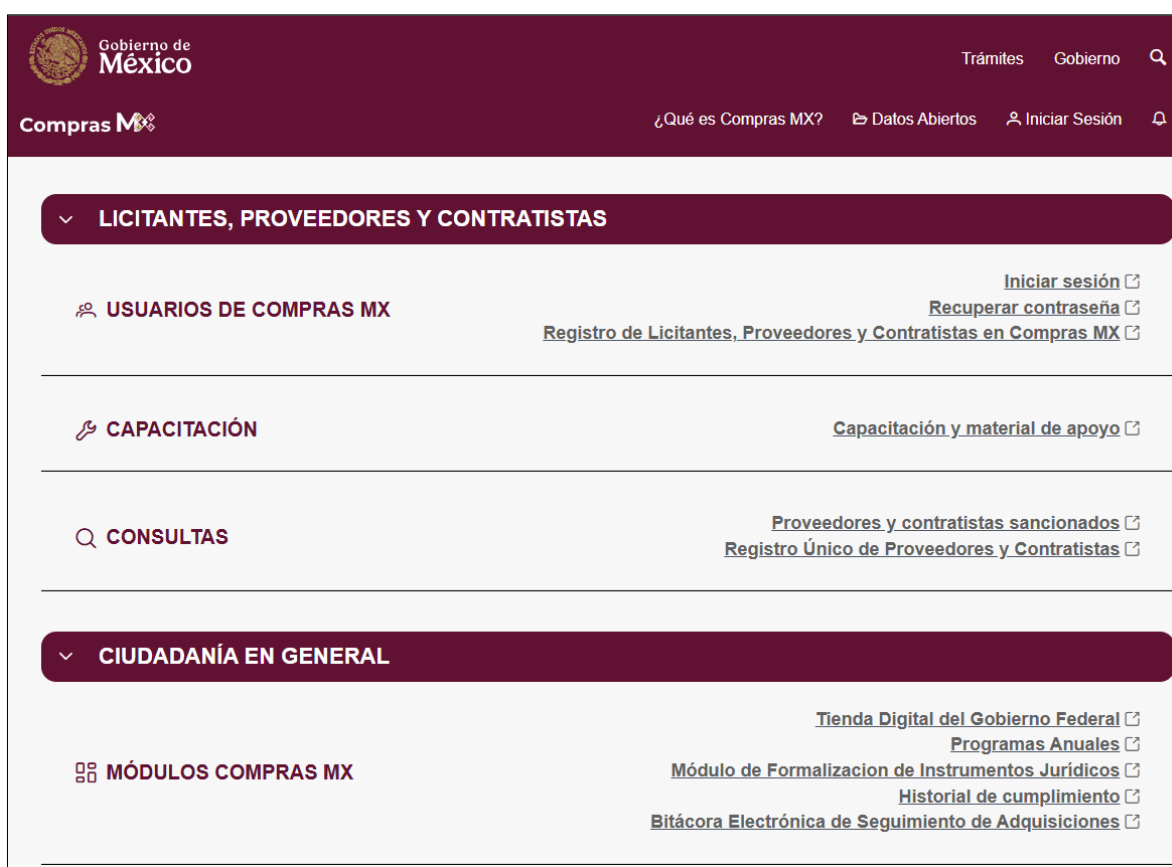 Gobierno de
México
Trámites Gobierno
Compras MX
¿Qué es Compras MX? Datos Abiertos Iniciar Sesión
LICITANTES, PROVEEDORES Y CONTRATISTAS
USUARIOS DE COMPRAS MX
Iniciar sesión
Recuperar contraseña
Registro de Licitantes, Proveedores y Contratistas en Compras MX
CAPACITACIÓN
Capacitación y material de apoyo
CONSULTAS
Proveedores y contratistas sancionados
Registro Único de Proveedores y Contratistas
CIUDADANÍA EN GENERAL
MÓDULOS COMPRAS MX
Tienda Digital del Gobierno Federal
Programas Anuales
Módulo de Formalizacion de Instrumentos Jurídicos
Historial de cumplimiento
Bitácora Electrónica de Seguimiento de Adquisiciones